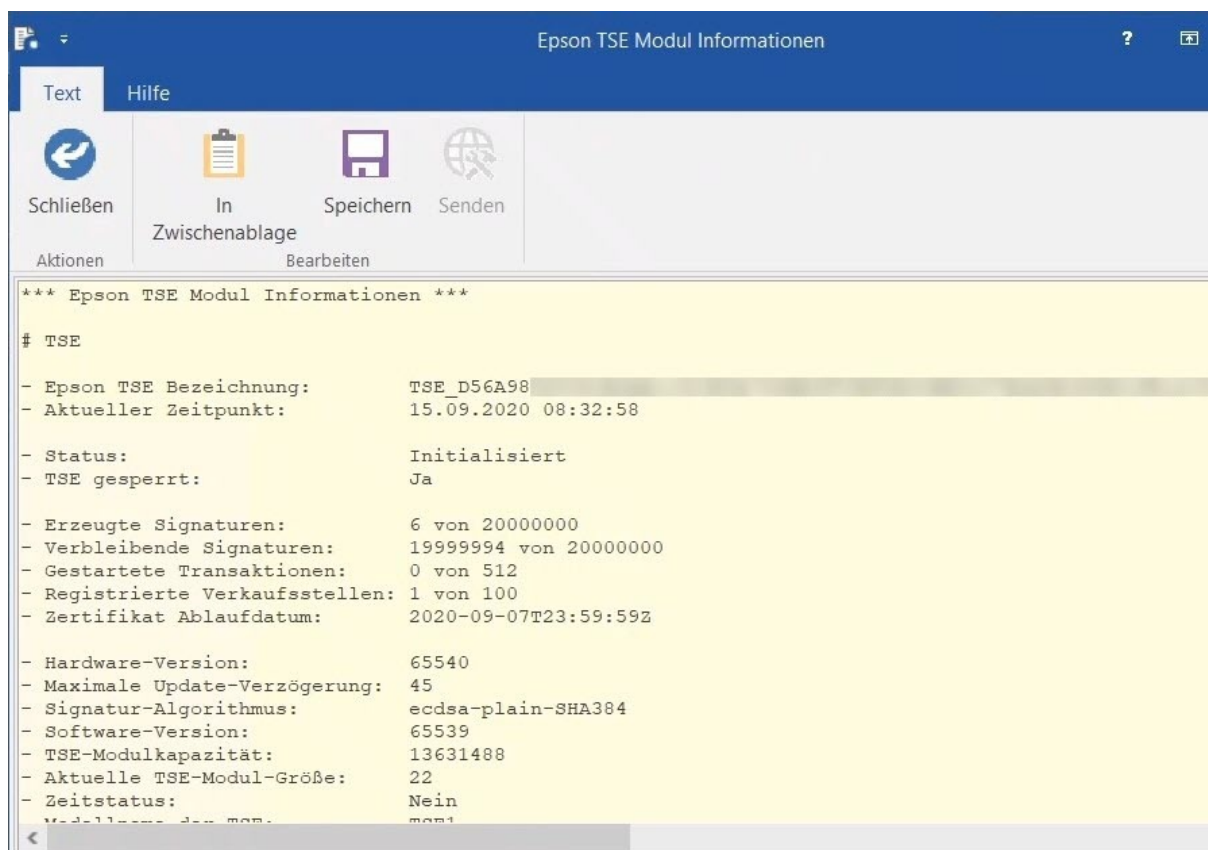 Epson TSE Modul Informationen
?
Text Hilfe
Schließen In Speichern Senden
Zwischenablage
Aktionen Bearbeiten
*** Epson TSE Modul Informationen ***
# TSE
- Epson TSE Bezeichnung: TSE_D56A98
- Aktueller Zeitpunkt: 15.09.2020 08:32:58
- Status: Initialisiert
- TSE gesperrt: Ja
- Erzeugte Signaturen: 6 von 20000000
- Verbleibende Signaturen: 19999994 von 20000000
- Gestartete Transaktionen: 0 von 512
- Registrierte Verkaufsstellen: 1 von 100
- Zertifikat Ablaufdatum: 2020-09-07T23:59:59Z
- Hardware-Version: 65540
- Maximale Update-Verzögerung: 45
- Signatur-Algorithmus: ecdsa-plain-SHA384
- Software-Version: 65539
- TSE-Modulkapazität: 13631488
- Aktuelle TSE-Modul-Größe: 22
- Zeitstatus: Nein